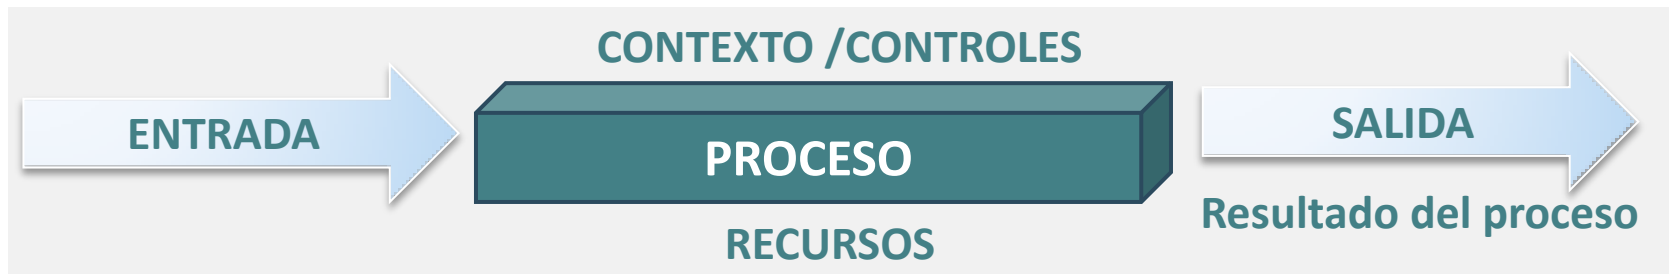 CONTEXTO /CONTROLES
ENTRADA
PROCESO
SALIDA
Resultado del proceso
RECURSOS